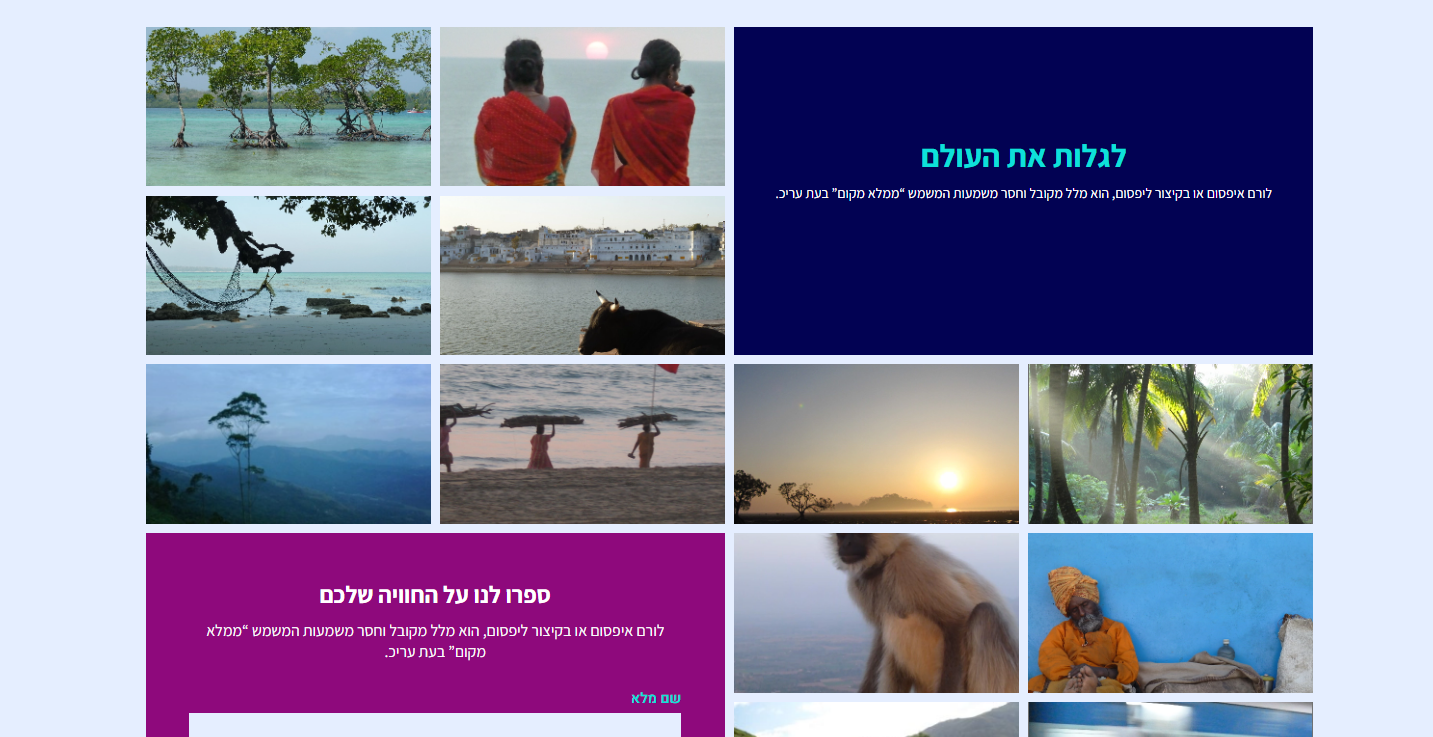 לגלות את העולם
לורם איפסום או בקיצור ליפסום, הוא מלל מקובל וחסר משמעות המשמש “ממלא מקום” בעת עריכ.
ספרו לנו על החוויה שלכם
לורם איפסום או בקיצור ליפסום, הוא מלל מקובל וחסר משמעות המשמש “ממלא
מקום” בעת עריכ.
שם מלא